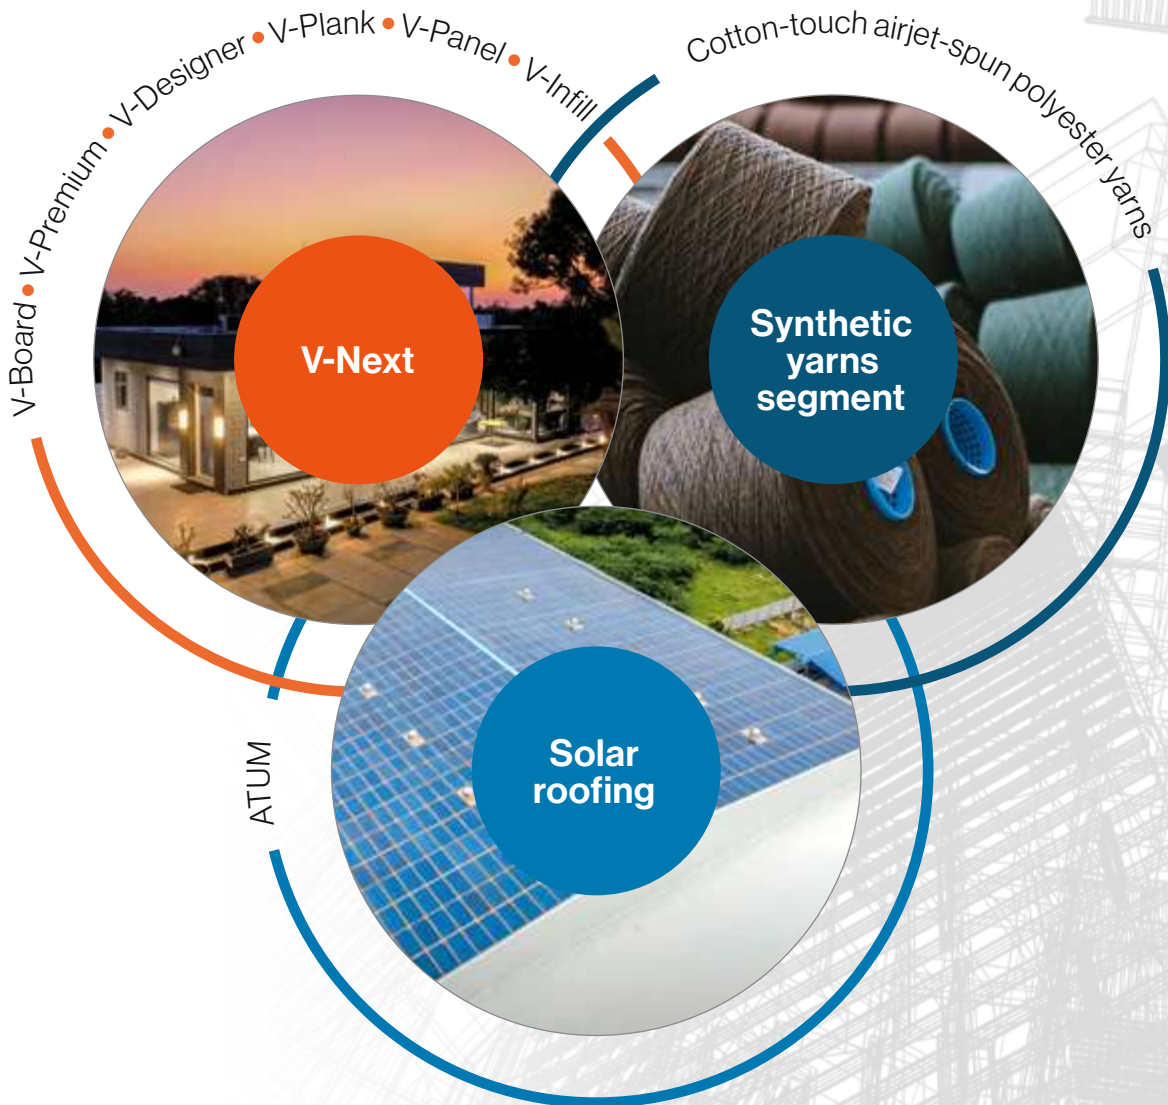 V-Board • V-Premium • V-Designer • V-Plank • V-Panel • V-Infill
Cotton-touch airjet-spun polyester yarns
V-Next
Synthetic
yarns
segment
Solar
roofing
ATUM